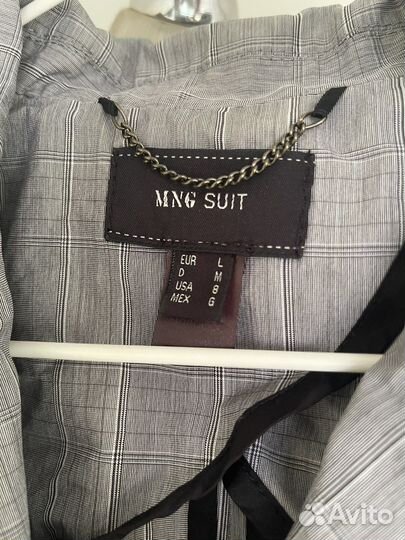 MNG SUIT
EUR L
D M
USA 8
MEX G
Avito